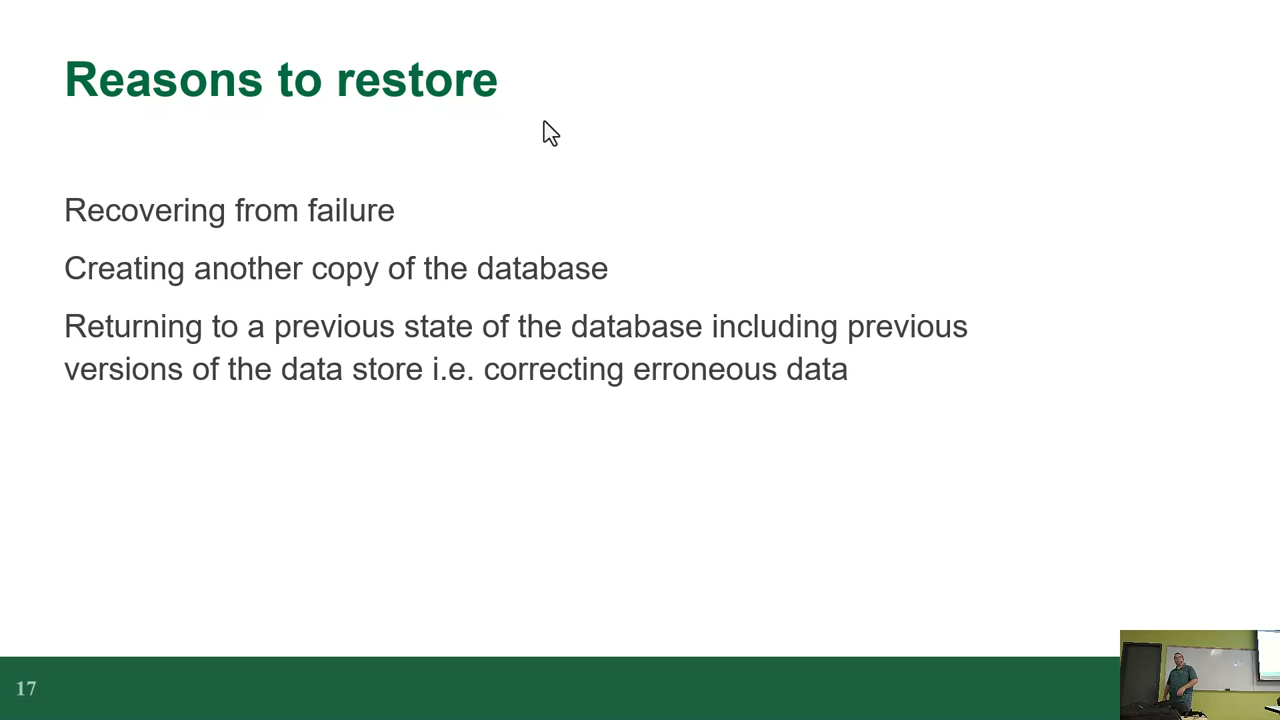 Reasons to restore
Recovering from failure
Creating another copy of the database
Returning to a previous state of the database including previous
versions of the data store i.e. correcting erroneous data
17